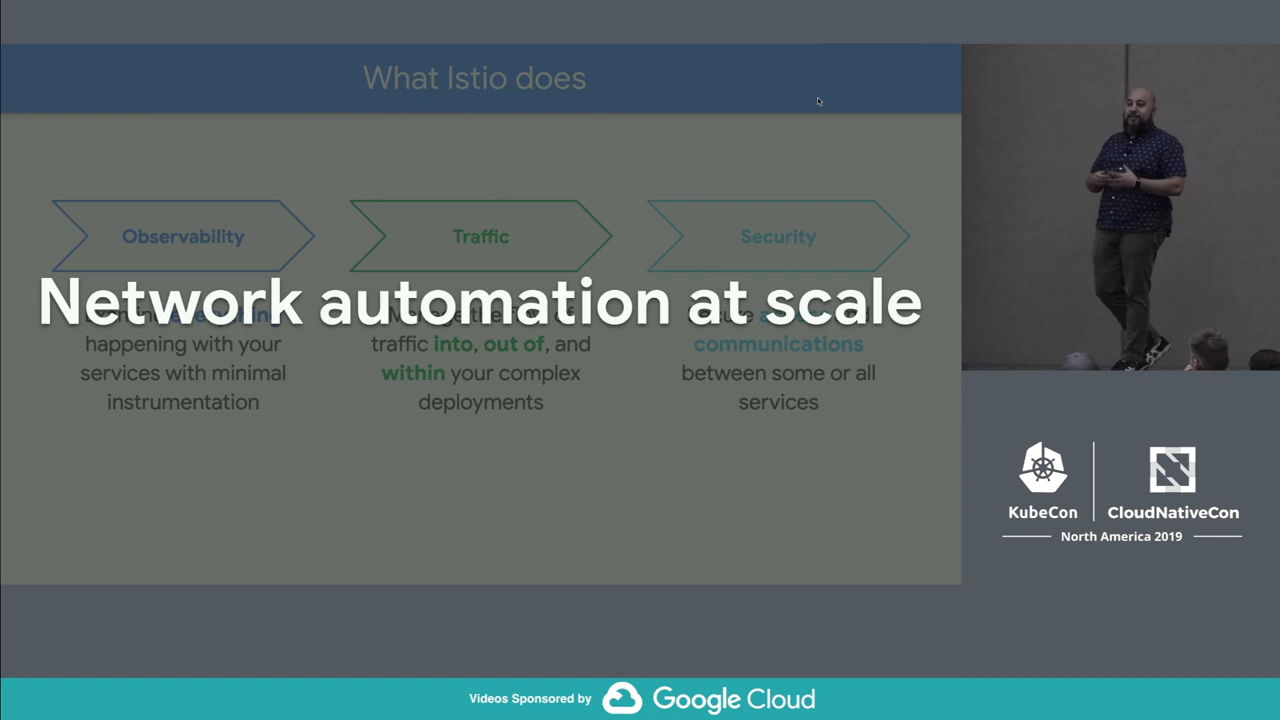 What Istio does
Observability
Traffic
Security
Network automation at scale
happening with your
services with minimal
instrumentation
traffic into, out of, and
within your complex
deployments
communications
between some or all
services
KubeCon
CloudNativeCon
North America 2019
Videos Sponsored by
Google Cloud